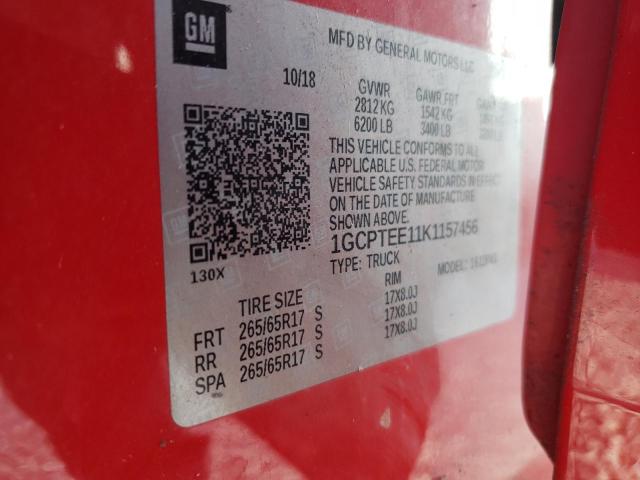 GM
MFD BY GENERAL MOTORS LLC
10/18
GVWR GAWR FRT GAWR
2812 KG 1542 KG
6200 LB 3400 LB
THIS VEHICLE CONFORMS TO ALL
APPLICABLE U.S. FEDERAL MOTOR
VEHICLE SAFETY STANDARDS IN EFFECT
ON THE DATE OF MANUFACTURE
SHOWN ABOVE.
1GCPTEE11K1157456
TYPE: TRUCK MODEL:
130X
TIRE SIZE RIM
FRT 265/65R17 S 17X8.0J
RR 265/65R17 S 17X8.0J
SPA 265/65R17 S 17X8.0J